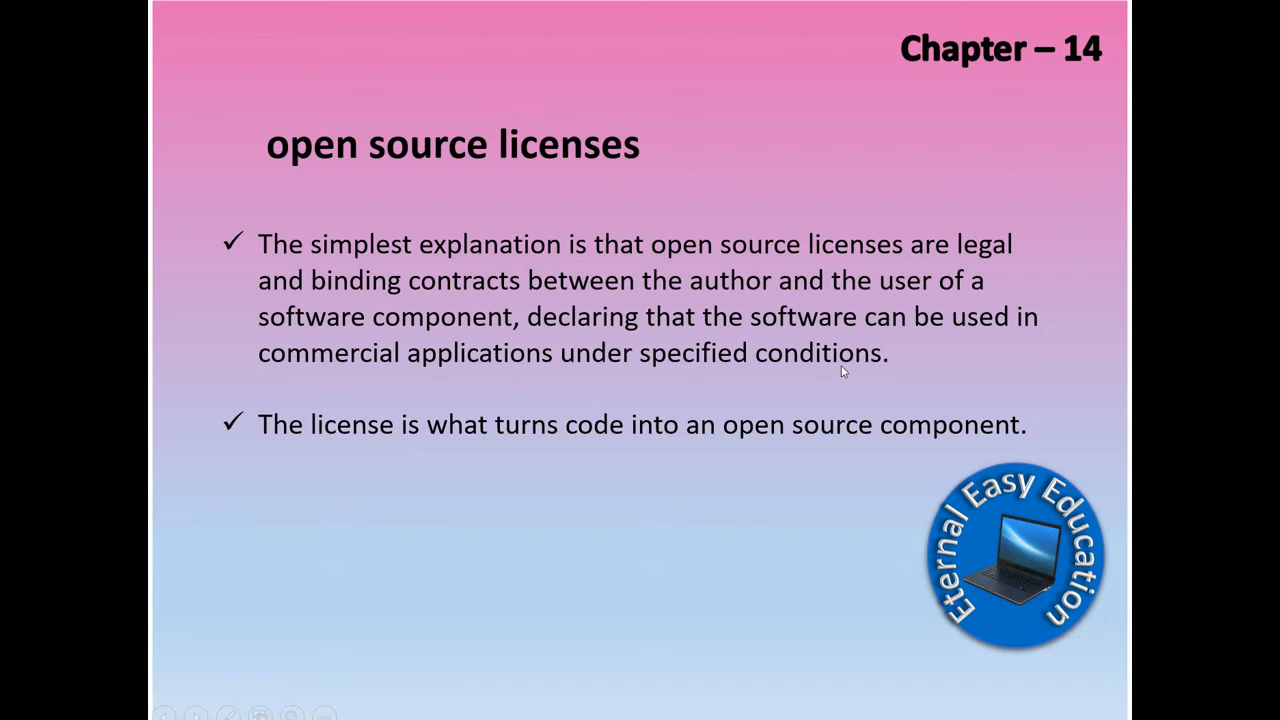 Chapter – 14
open source licenses
✓ The simplest explanation is that open source licenses are legal
and binding contracts between the author and the user of a
software component, declaring that the software can be used in
commercial applications under specified conditions.
✓ The license is what turns code into an open source component.
Eternal Easy Education